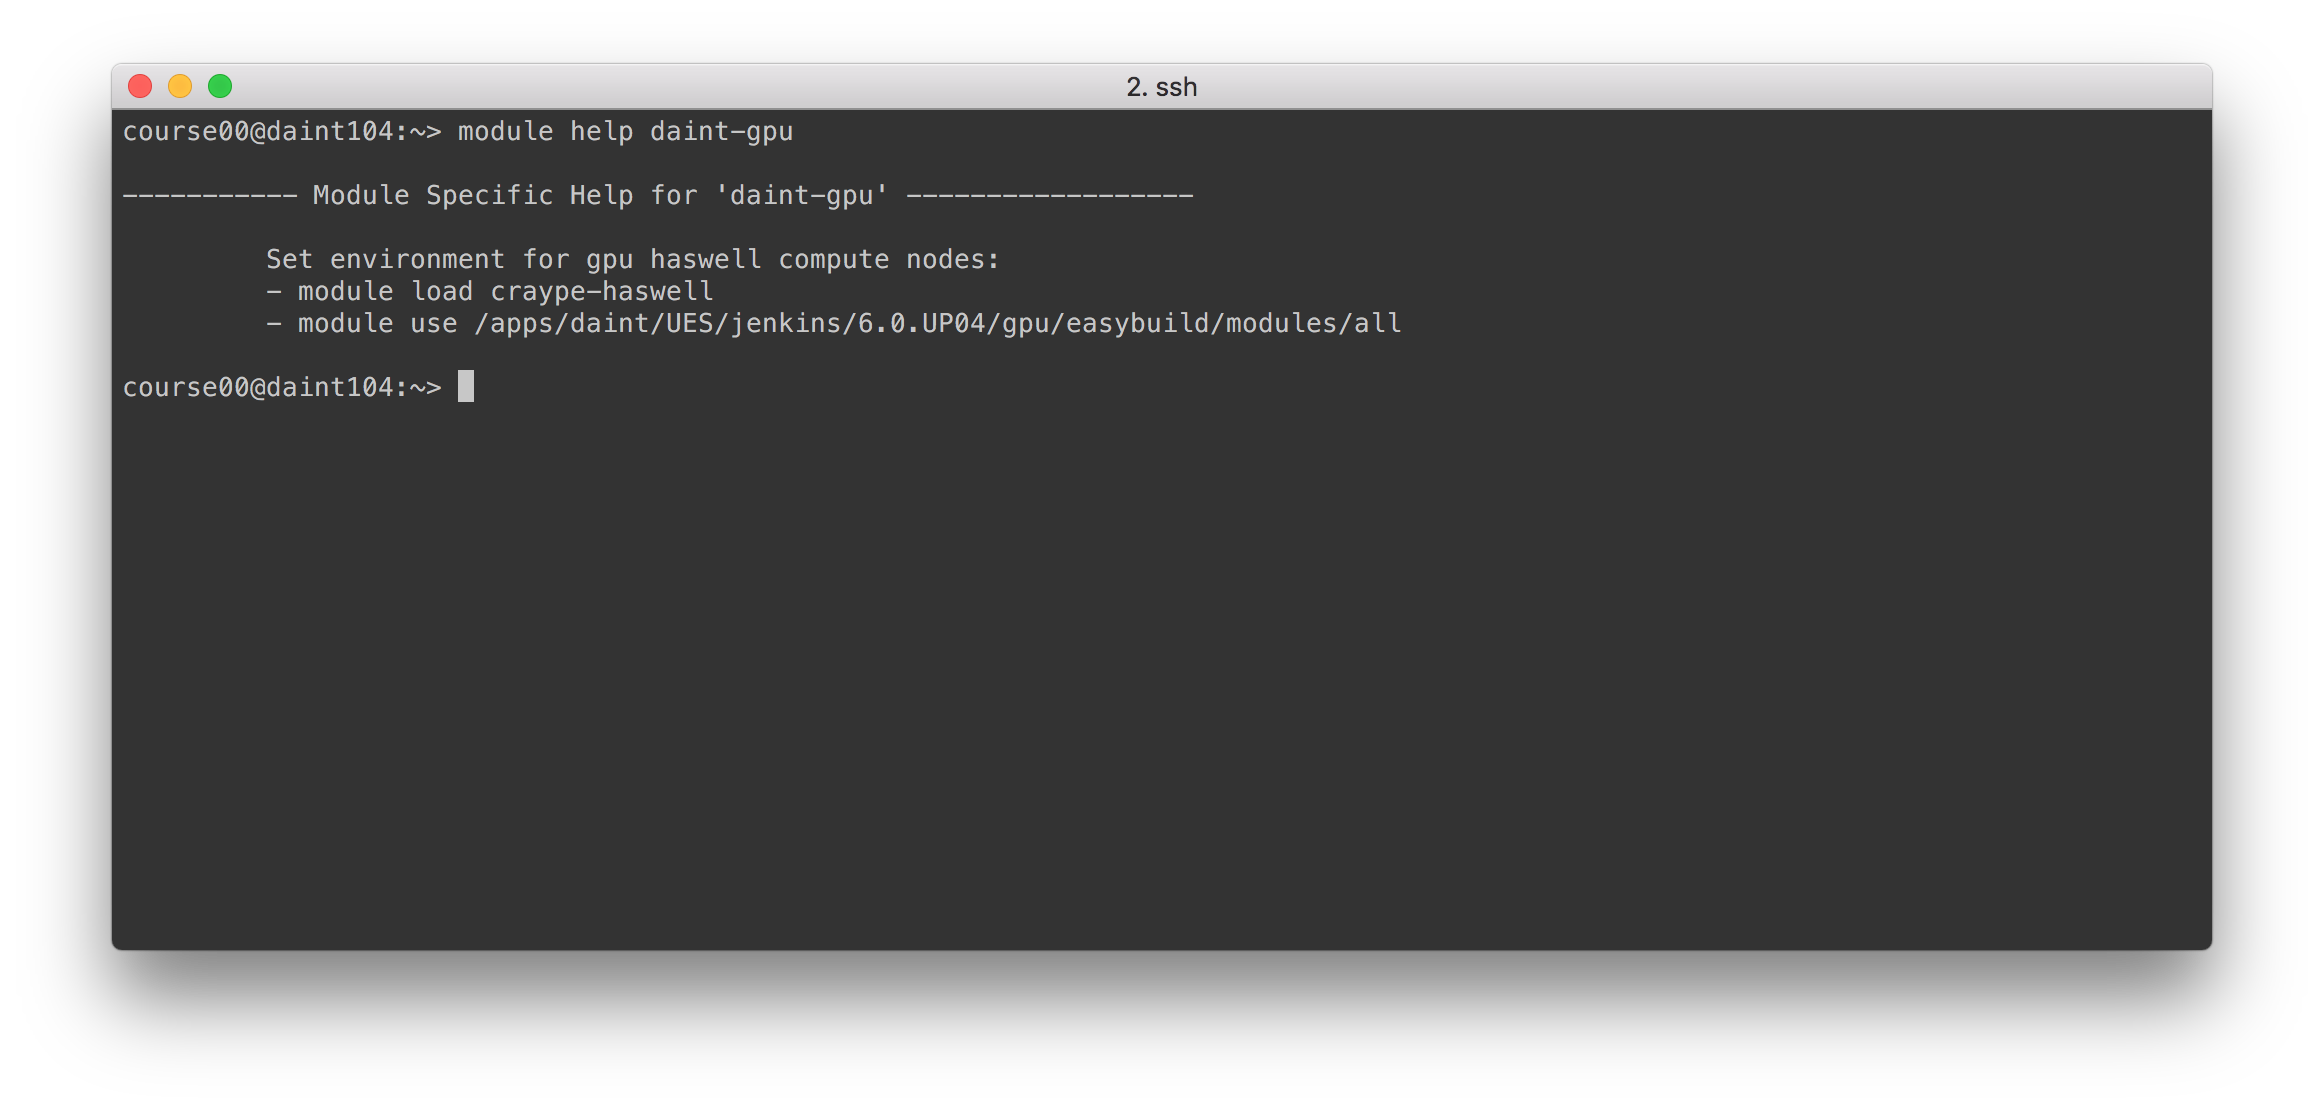 2. ssh
course00@daint104:~> module help daint-gpu
----------- Module Specific Help for 'daint-gpu' ------------------
Set environment for gpu haswell compute nodes:
- module load craype-haswell
- module use /apps/daint/UES/jenkins/6.0.UP04/gpu/easybuild/modules/all
course00@daint104:~>